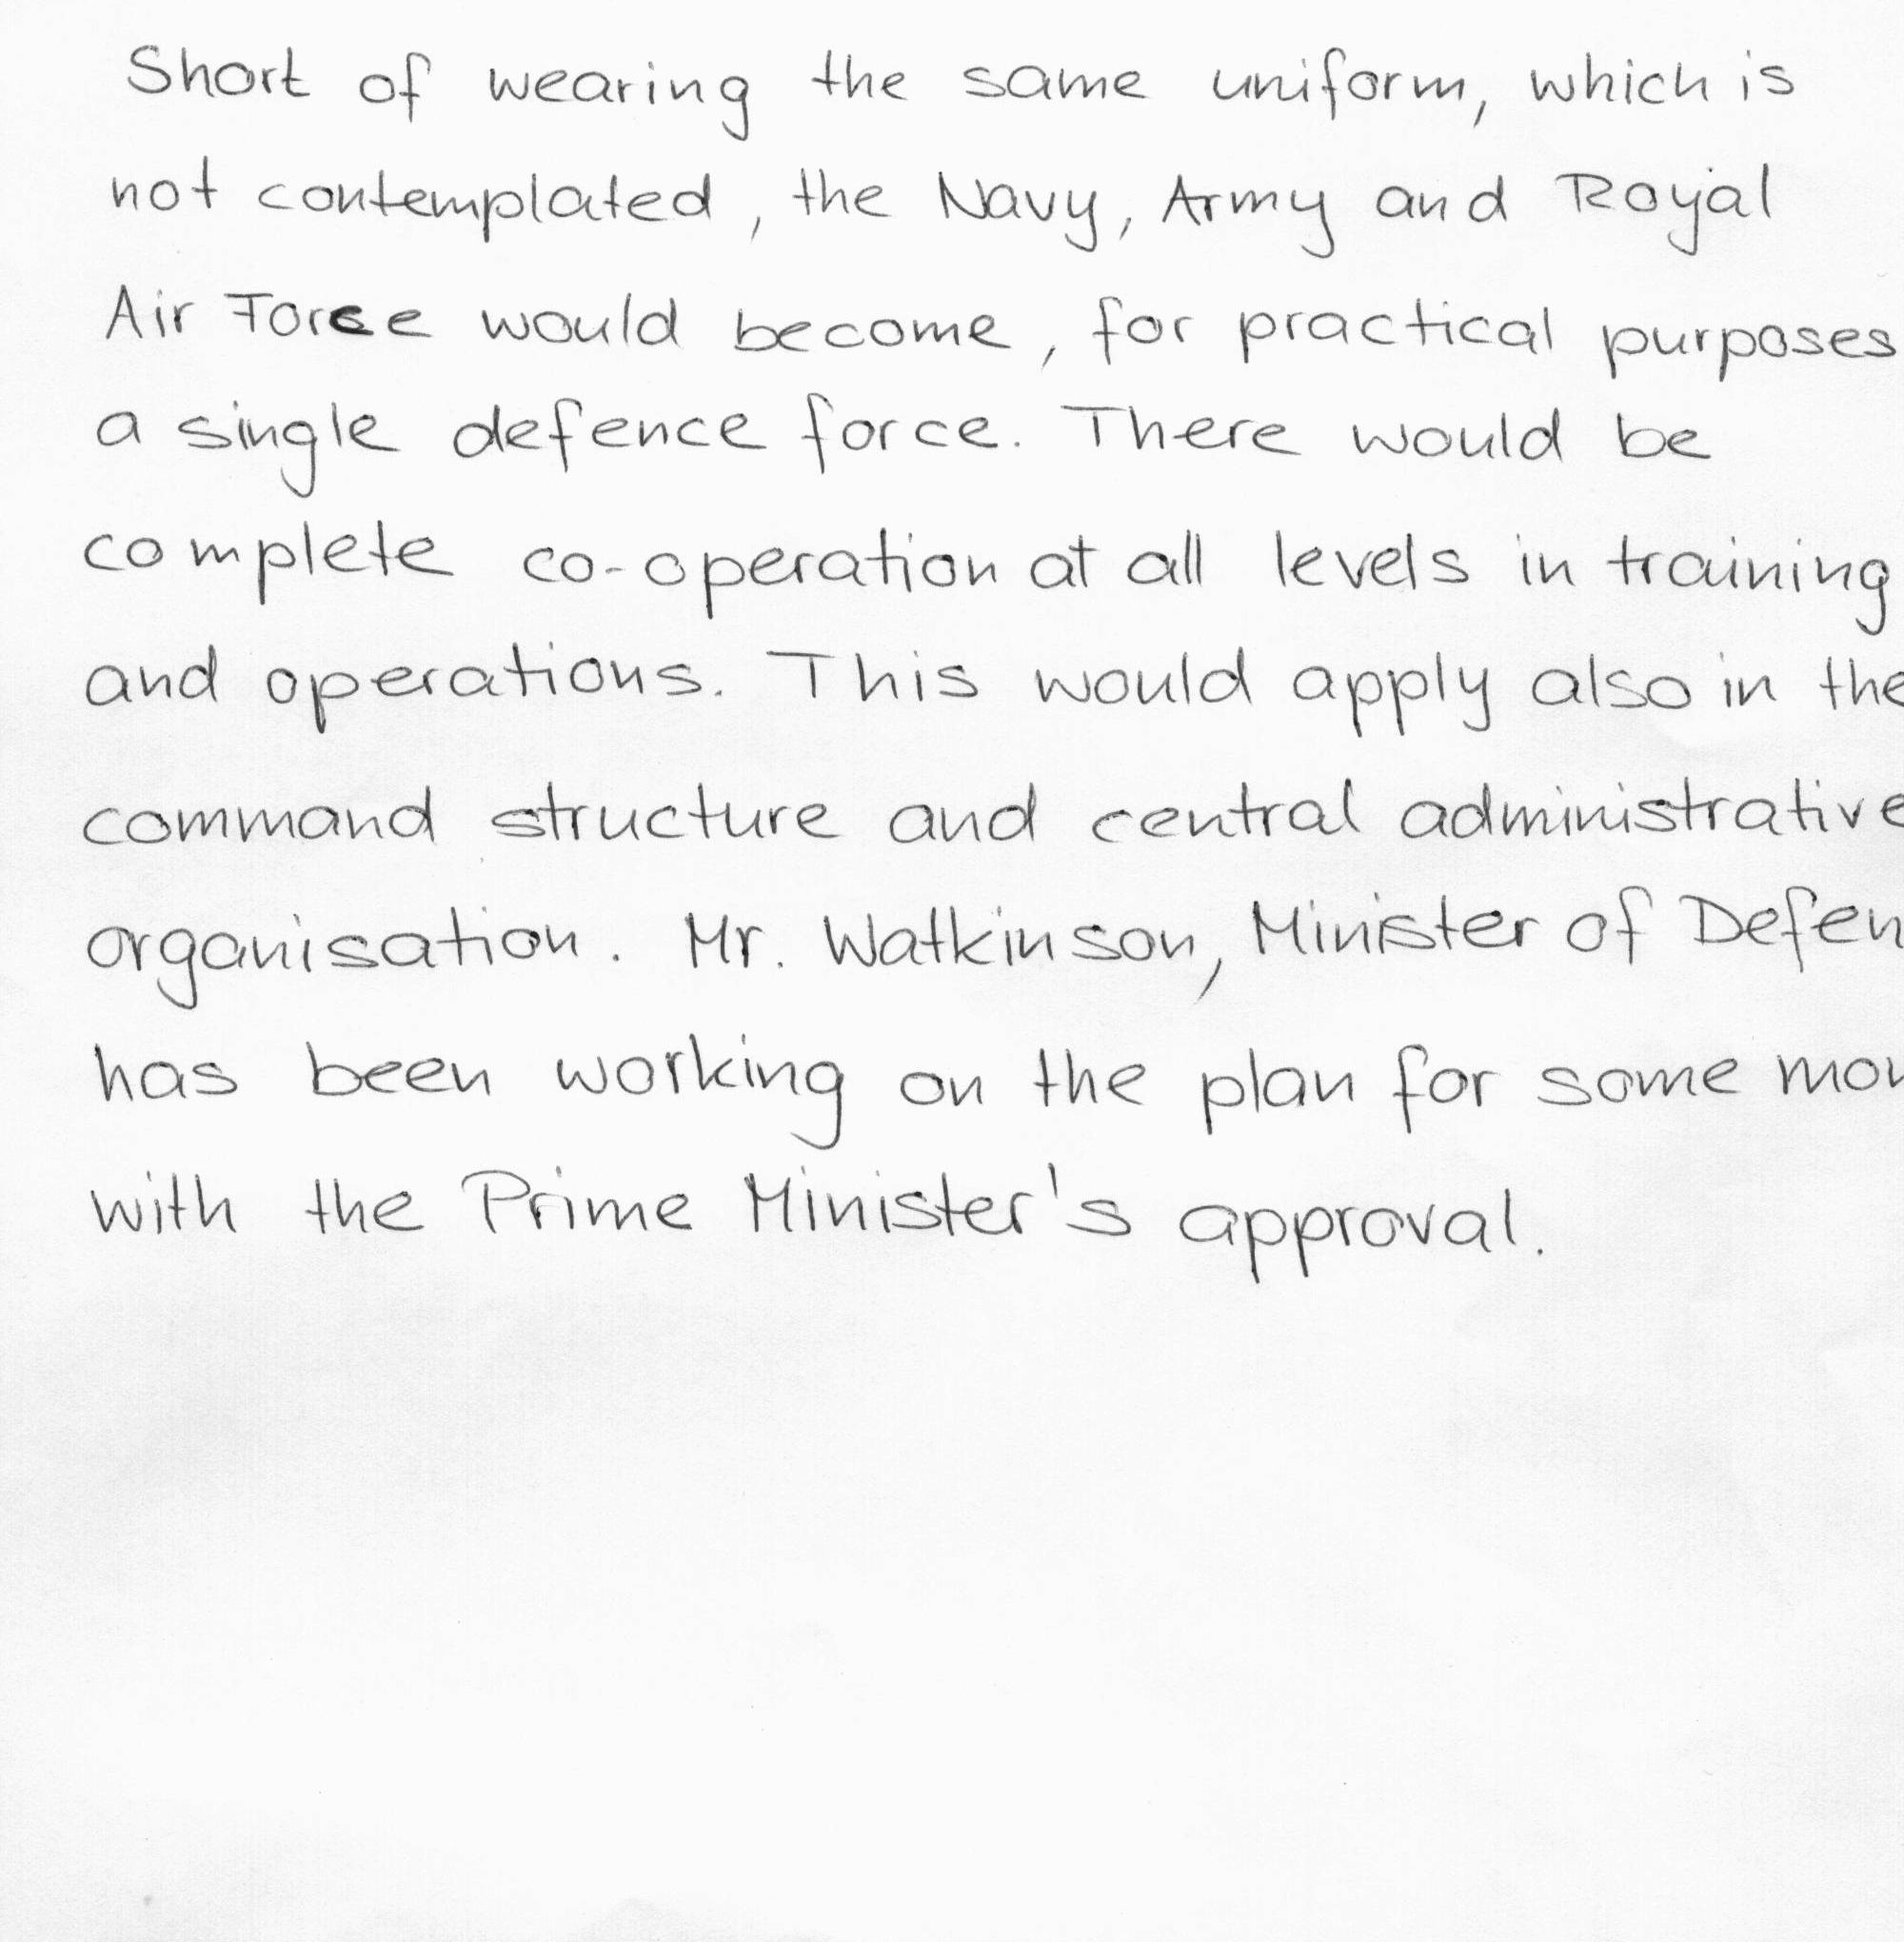 Short of wearing the same uniform, which is
not contemplated, the Navy, Army and Royal
Air Force would become, for practical purposes
a single defence force. There would be
complete co-operation at all levels in training
and operations. This would apply also in the
command structure and central administrative
organisation. Mr. Watkinson, Minister of Defen
has been working on the plan for some
with the Prime Minister's approval.